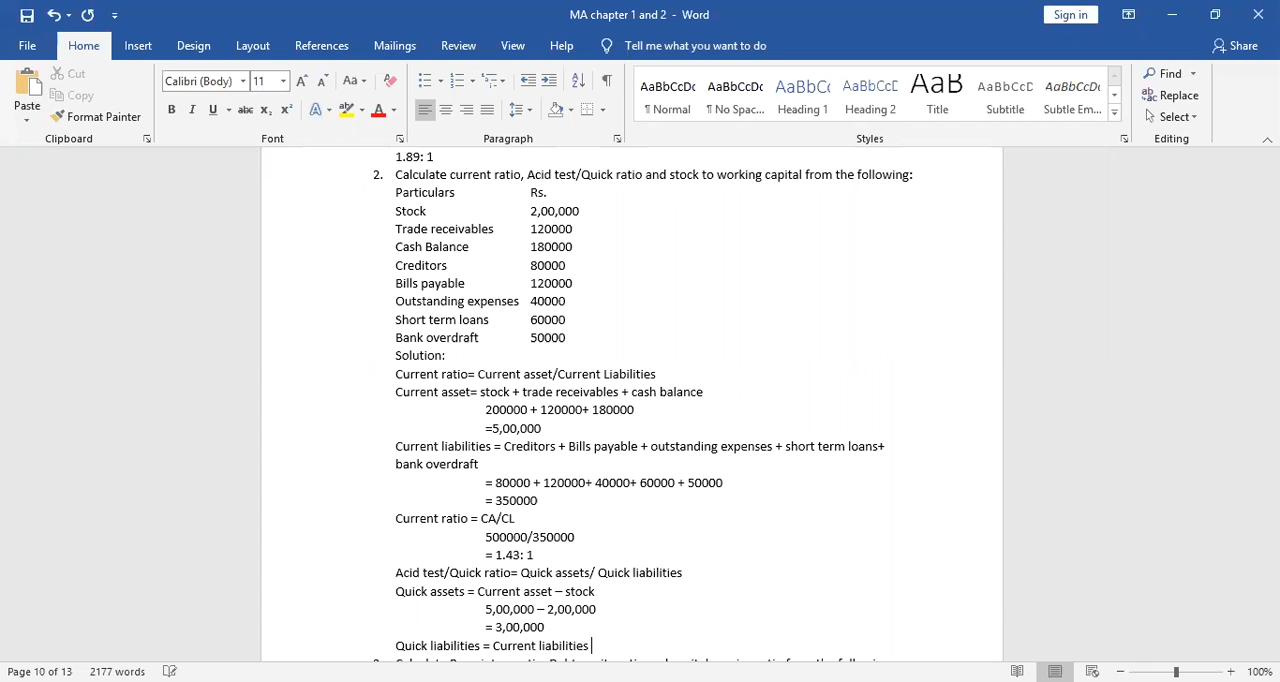 MA chapter 1 and 2 - Word
Sign in
File Home Insert Design Layout References Mailings Review View Help Tell me what you want to do Share
Paste
Cut
Copy
Format Painter
Clipboard
Calibri (Body) 11
Font
Paragraph
AaBbCcDc AaBbCcDc AaBbC AaBbCcD AaB AaBbCcD AaBbCcDc
¶ Normal ¶ No Spac... Heading 1 Heading 2 Title Subtitle Subtle Em...
Styles
Find
Replace
Select
Editing
1.89: 1
2. Calculate current ratio, Acid test/Quick ratio and stock to working capital from the following:
Particulars Rs.
Stock 2,00,000
Trade receivables 120000
Cash Balance 180000
Creditors 80000
Bills payable 120000
Outstanding expenses 40000
Short term loans 60000
Bank overdraft 50000
Solution:
Current ratio= Current asset/Current Liabilities
Current asset= stock + trade receivables + cash balance
200000 + 120000+ 180000
=5,00,000
Current liabilities = Creditors + Bills payable + outstanding expenses + short term loans+
bank overdraft
= 80000 + 120000+ 40000+ 60000 + 50000
= 350000
Current ratio = CA/CL
500000/350000
= 1.43: 1
Acid test/Quick ratio= Quick assets/ Quick liabilities
Quick assets = Current asset – stock
5,00,000 – 2,00,000
= 3,00,000
Quick liabilities = Current liabilities
Page 10 of 13 2177 words
100%